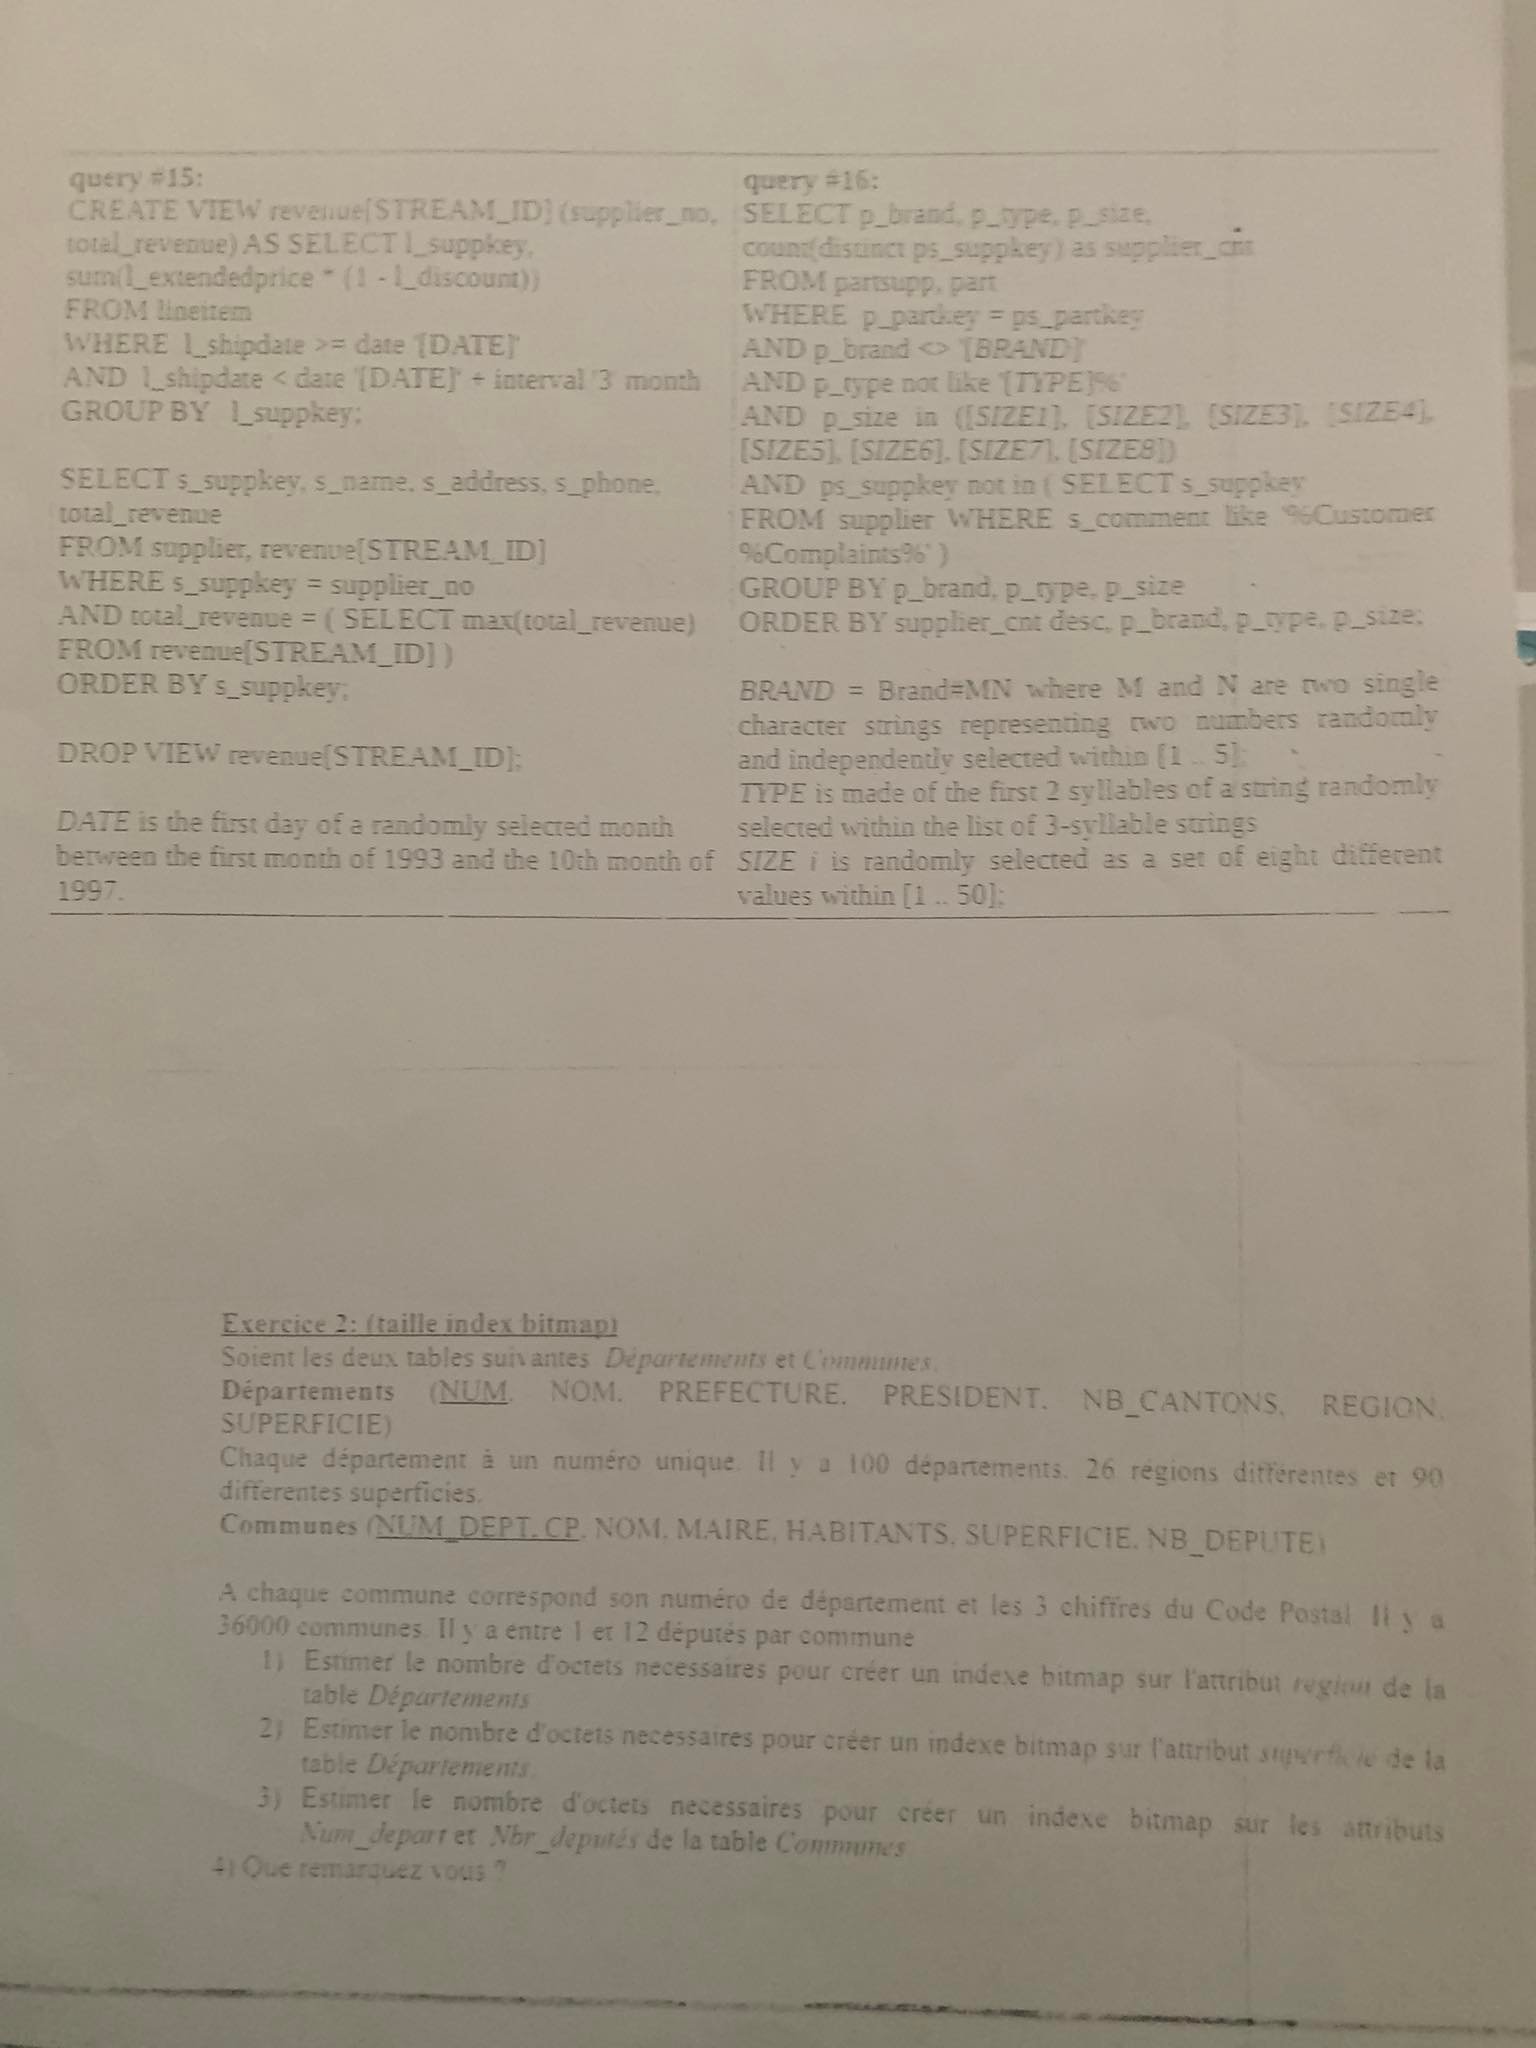 query #15:
CREATE VIEW revenue[STREAM_ID] (supplier_no,
total_revenue) AS SELECT l_suppkey,
sum(l_extendedprice * (1 - l_discount))
FROM lineitem
WHERE l_shipdate >= date '[DATE]'
AND l_shipdate < date '[DATE]' + interval '3' month
GROUP BY l_suppkey;
SELECT s_suppkey, s_name, s_address, s_phone,
total_revenue
FROM supplier, revenue[STREAM_ID]
WHERE s_suppkey = supplier_no
AND total_revenue = ( SELECT max(total_revenue)
FROM revenue[STREAM_ID] )
ORDER BY s_suppkey;
DROP VIEW revenue[STREAM_ID];
DATE is the first day of a randomly selected month
between the first month of 1993 and the 10th month of
1997.
query #16:
SELECT p_brand, p_type, p_size,
count(distinct ps_suppkey) as supplier_cnt
FROM partsupp, part
WHERE p_partkey = ps_partkey
AND p_brand <> '[BRAND]'
AND p_type not like '[TYPE]%'
AND p_size in ([SIZE1], [SIZE2], [SIZE3], [SIZE4],
[SIZE5], [SIZE6], [SIZE7], [SIZE8])
AND ps_suppkey not in ( SELECT s_suppkey
FROM supplier WHERE s_comment like '%Customer
%Complaints%' )
GROUP BY p_brand, p_type, p_size
ORDER BY supplier_cnt desc, p_brand, p_type, p_size;
BRAND = Brand#MN where M and N are two single
character strings representing two numbers randomly
and independently selected within [1 .. 5];
TYPE is made of the first 2 syllables of a string randomly
selected within the list of 3-syllable strings
SIZE i is randomly selected as a set of eight different
values within [1 .. 50];
Exercice 2: (taille index bitmap)
Soient les deux tables suivantes Départements et Communes.
Départements (NUM, NOM, PREFECTURE, PRESIDENT, NB_CANTONS, REGION,
SUPERFICIE)
Chaque département à un numéro unique. Il y a 100 départements, 26 régions différentes et 90
differentes superficies.
Communes (NUM_DEPT, CP, NOM, MAIRE, HABITANTS, SUPERFICIE, NB_DEPUTE)
A chaque commune correspond son numéro de département et les 3 chiffres du Code Postal Il y a
36000 communes. Il y a entre 1 et 12 députés par commune
1) Estimer le nombre d'octets necessaires pour créer un indexe bitmap sur l'attribut region de la
table Départements
2) Estimer le nombre d'octets necessaires pour créer un indexe bitmap sur l'attribut superficie de la
table Départements.
3) Estimer le nombre d'octets necessaires pour créer un indexe bitmap sur les attributs
Num_depart et Nbr_deputés de la table Communes
4) Que remarquez vous ?